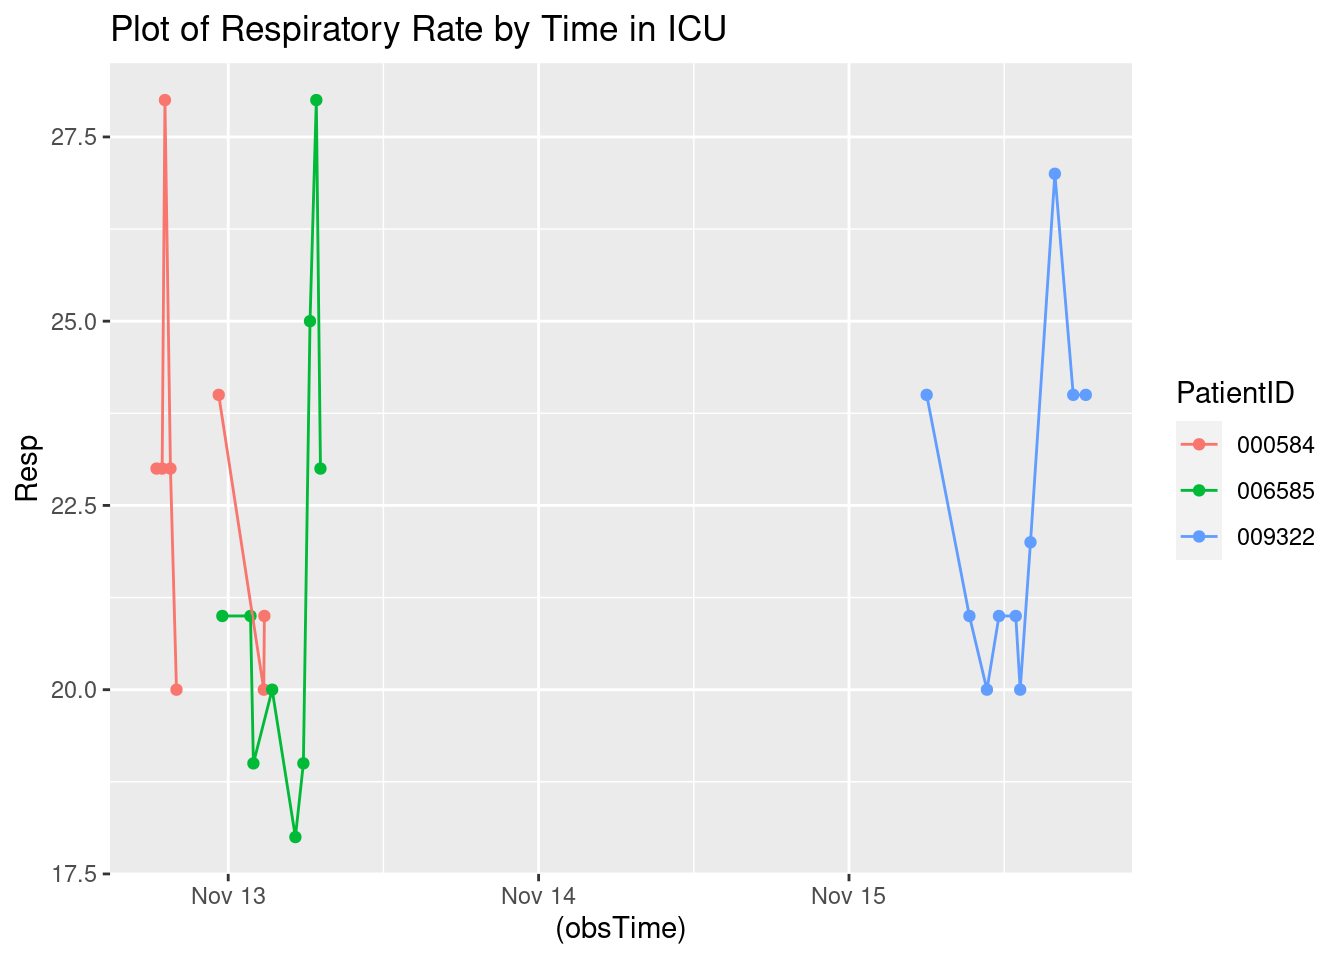 Plot of Respiratory Rate by Time in ICU
27.5
25.0
22.5
20.0
17.5
Resp
Nov 13 Nov 14 Nov 15
(obsTime)
PatientID
000584
006585
009322